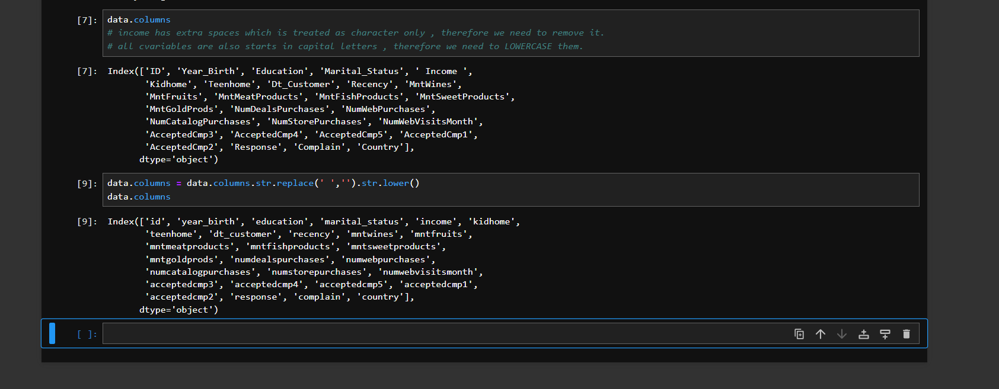 [7]: data.columns
# income has extra spaces which is treated as character only , therefore we need to remove it.
# all cvariables are also starts in capital letters , therefore we need to LOWERCASE them.
[7]: Index(['ID', 'Year_Birth', 'Education', 'Marital_Status', ' Income ',
'Kidhome', 'Teenhome', 'Dt_Customer', 'Recency', 'MntWines',
'MntFruits', 'MntMeatProducts', 'MntFishProducts', 'MntSweetProducts',
'MntGoldProds', 'NumDealsPurchases', 'NumWebPurchases',
'NumCatalogPurchases', 'NumStorePurchases', 'NumWebVisitsMonth',
'AcceptedCmp3', 'AcceptedCmp4', 'AcceptedCmp5', 'AcceptedCmp1',
'AcceptedCmp2', 'Response', 'Complain', 'Country'],
dtype='object')
[9]: data.columns = data.columns.str.replace(' ','').str.lower()
data.columns
[9]: Index(['id', 'year_birth', 'education', 'marital_status', 'income', 'kidhome',
'teenhome', 'dt_customer', 'recency', 'mntwines', 'mntfruits',
'mntmeatproducts', 'mntfishproducts', 'mntsweetproducts',
'mntgoldprods', 'numdealspurchases', 'numwebpurchases',
'numcatalogpurchases', 'numstorepurchases', 'numwebvisitsmonth',
'acceptedcmp3', 'acceptedcmp4', 'acceptedcmp5', 'acceptedcmp1',
'acceptedcmp2', 'response', 'complain', 'country'],
dtype='object')
[ ]: